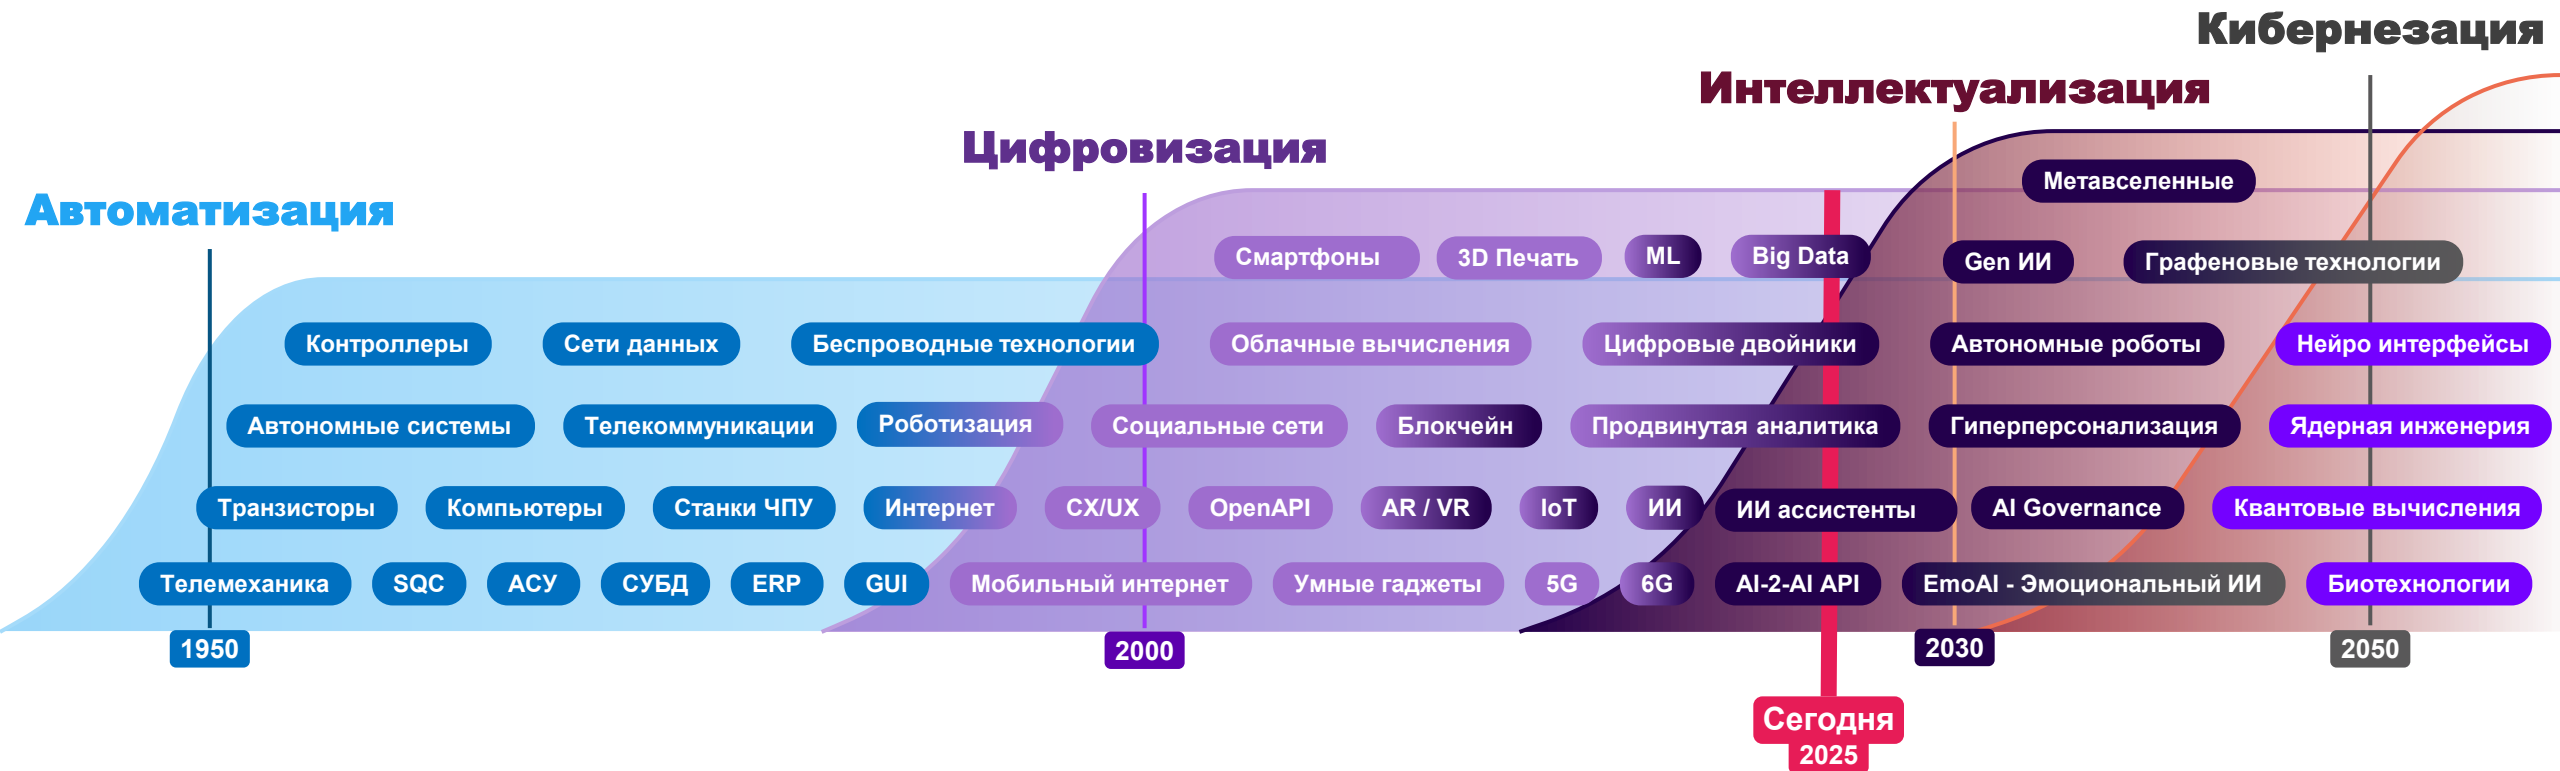 Кибернезация
Интеллектуализация
Цифровизация
Автоматизация
Метавселенные
Смартфоны
3D Печать
ML
Big Data
Gen ИИ
Графеновые технологии
Контроллеры
Сети данных
Беспроводные технологии
Облачные вычисления
Цифровые двойники
Автономные роботы
Нейро интерфейсы
Автономные системы
Телекоммуникации
Роботизация
Социальные сети
Блокчейн
Продвинутая аналитика
Гиперперсонализация
Ядерная инженерия
Транзисторы
Компьютеры
Станки ЧПУ
Интернет
CX/UX
OpenAPI
AR / VR
IoT
ИИ
ИИ ассистенты
AI Governance
Квантовые вычисления
Телемеханика
SQC
АСУ
СУБД
ERP
GUI
Мобильный интернет
Умные гаджеты
5G
6G
AI-2-AI API
EmoAI - Эмоциональный ИИ
Биотехнологии
1950
2000
2030
2050
Сегодня
2025